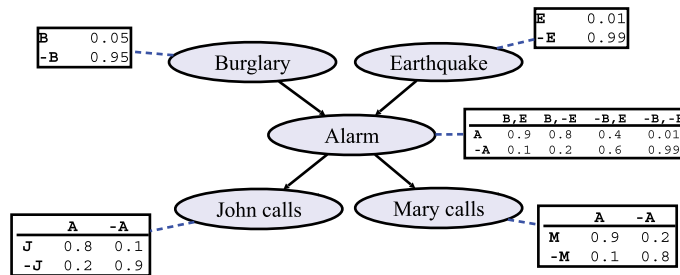 B 0.05
-B 0.95
E 0.01
-E 0.99
Burglary
Earthquake
Alarm
B,E B,-E -B,E -B,-E
A 0.9 0.8 0.4 0.01
-A 0.1 0.2 0.6 0.99
John calls
Mary calls
A -A
J 0.8 0.1
-J 0.2 0.9
A -A
M 0.9 0.2
-M 0.1 0.8